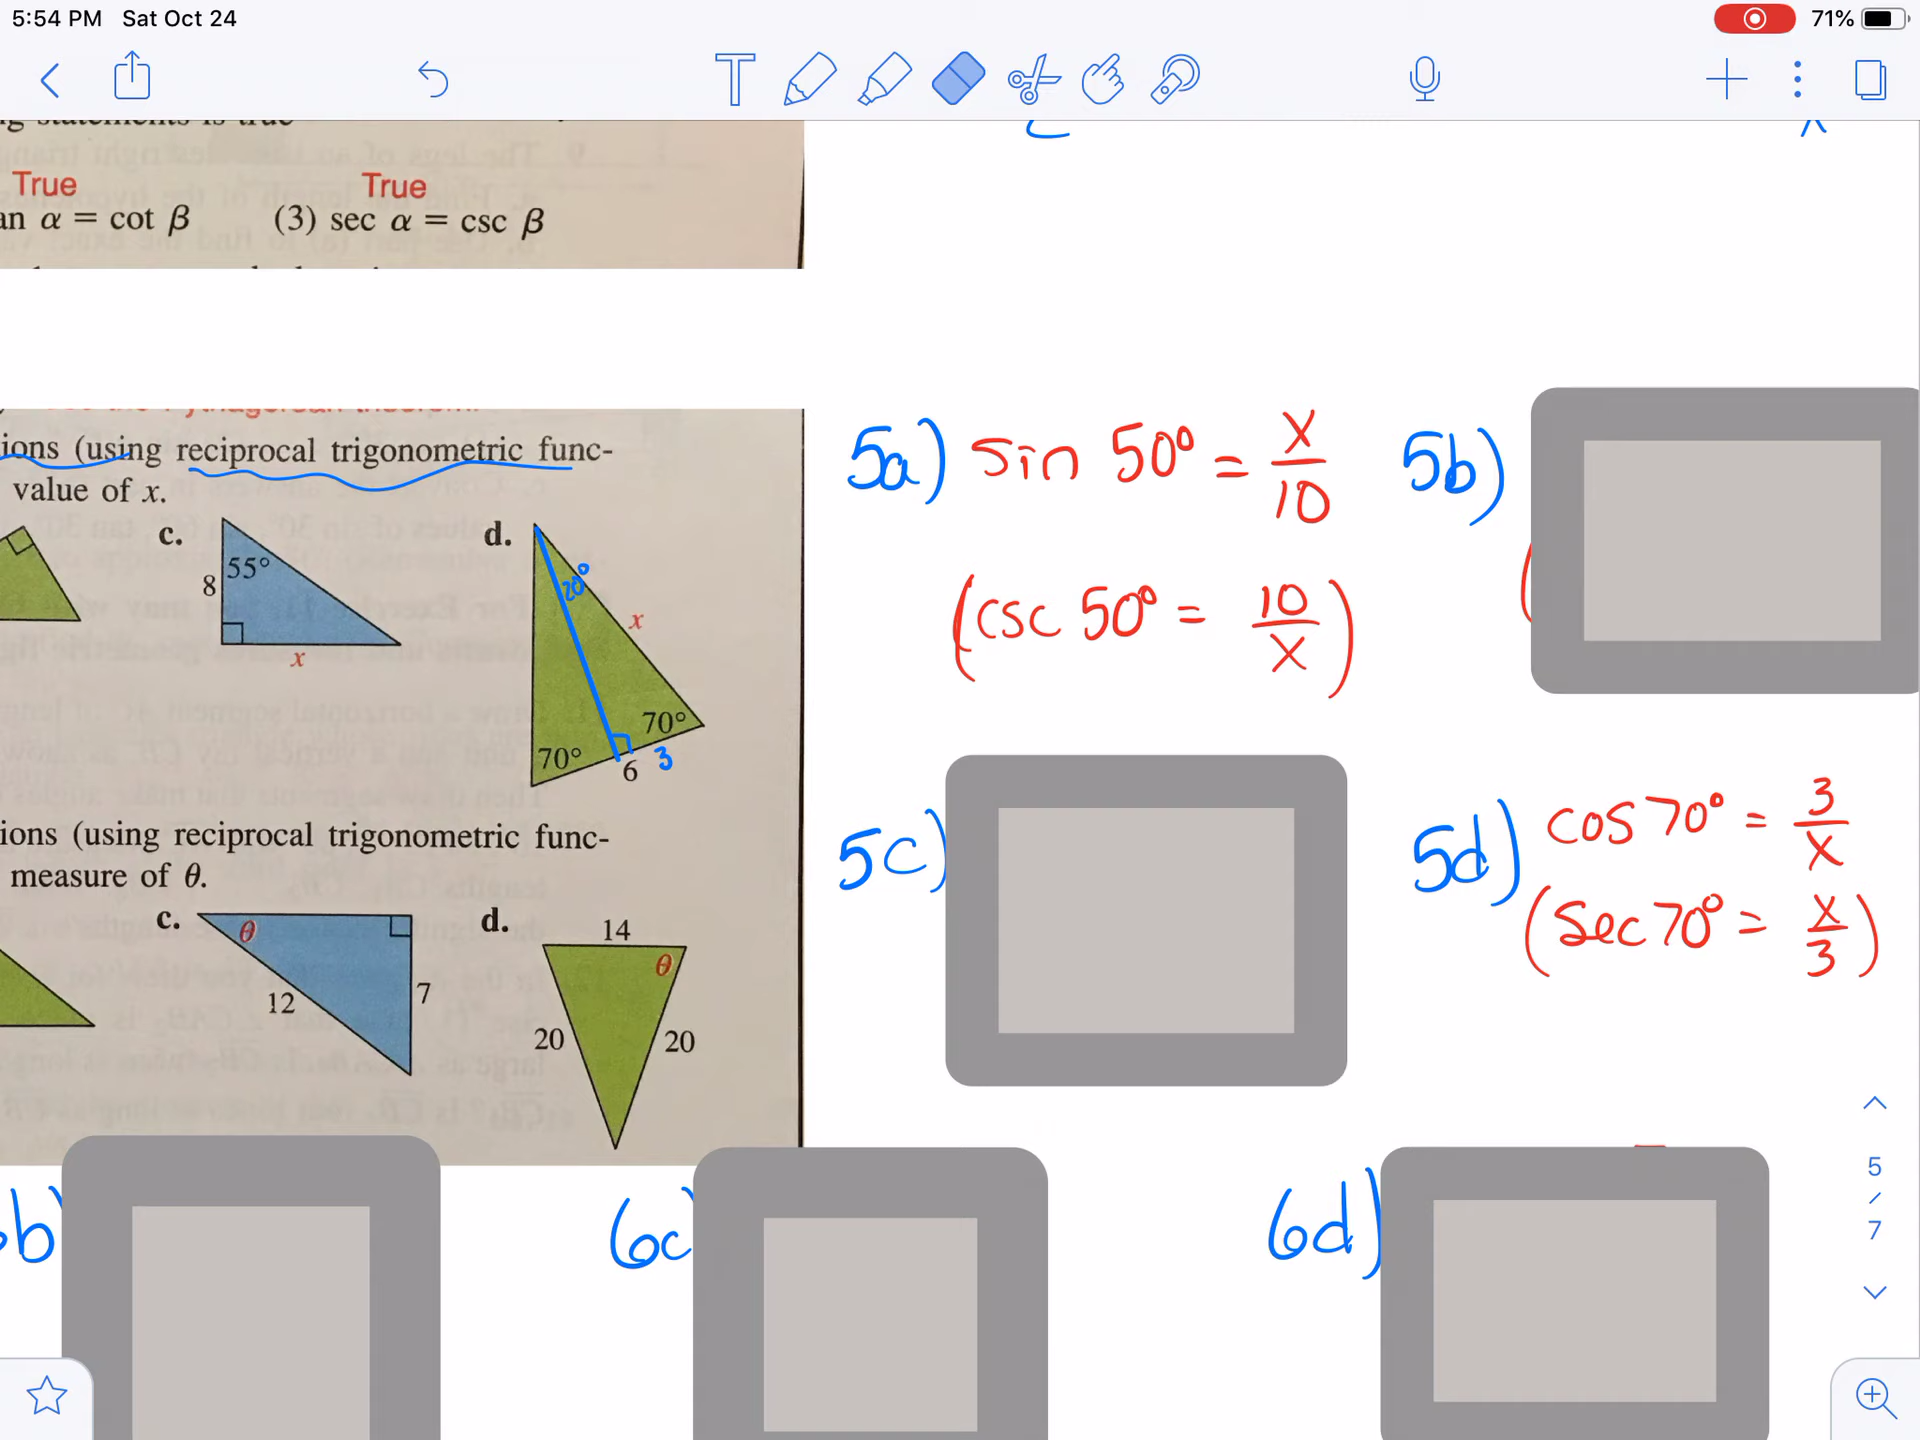 5:54 PM Sat Oct 24
71%
True
True
α = cot β
(3) sec α = csc β
(using reciprocal trigonometric func-
value of x.
c.
55°
8
x
d.
20°
x
70°
70°
6
3
(using reciprocal trigonometric func-
measure of θ.
c.
θ
12
7
d.
14
θ
20
20
5a) sin 50° = x/10
(csc 50° = 10/x)
5b)
5c)
5d) cos 70° = 3/x
(sec 70° = x/3)
b)
6c)
6d)
5
/
7